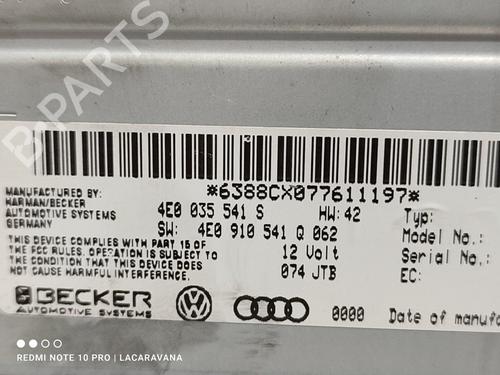 B-PARTS
*6388CX077611197*
MADE BY
HARMAN/BECKER
AUTOMOTIVE SYSTEMS
GERMANY
4E0 035 541 S HW:42
SW: 4E0 910 541 Q 062
12 Volt
074 JTB
Typ:
Model No.:
Serial No.:
EC:
THIS DEVICE COMPLIES WITH PART 15 OF
THE FCC RULES. OPERATION IS SUBJECT TO
THE CONDITION THAT THIS DEVICE DOES
NOT CAUSE HARMFUL INTERFERENCE.
BECKER
AUTOMOTIVE SYSTEMS
0000 Date of manufa
REDMI NOTE 10 PRO | LACARAVANA